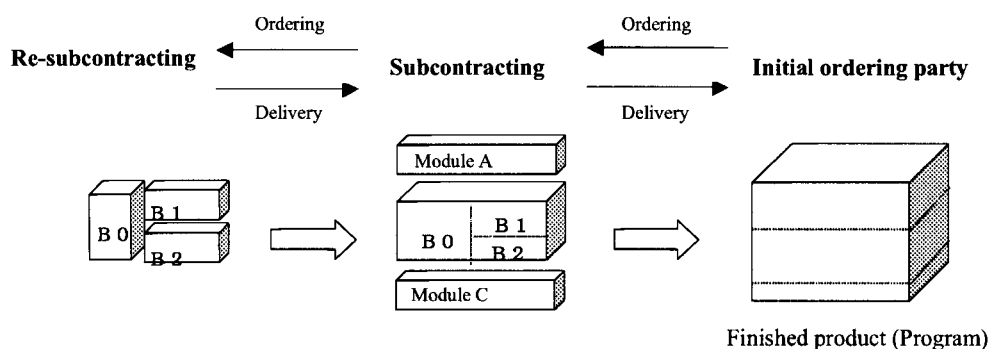 Ordering
Ordering
Re-subcontracting
Subcontracting
Initial ordering party
Delivery
Delivery
Module A
B 0
B 1
B 2
B 0
B 1
B 2
Module C
Finished product (Program)